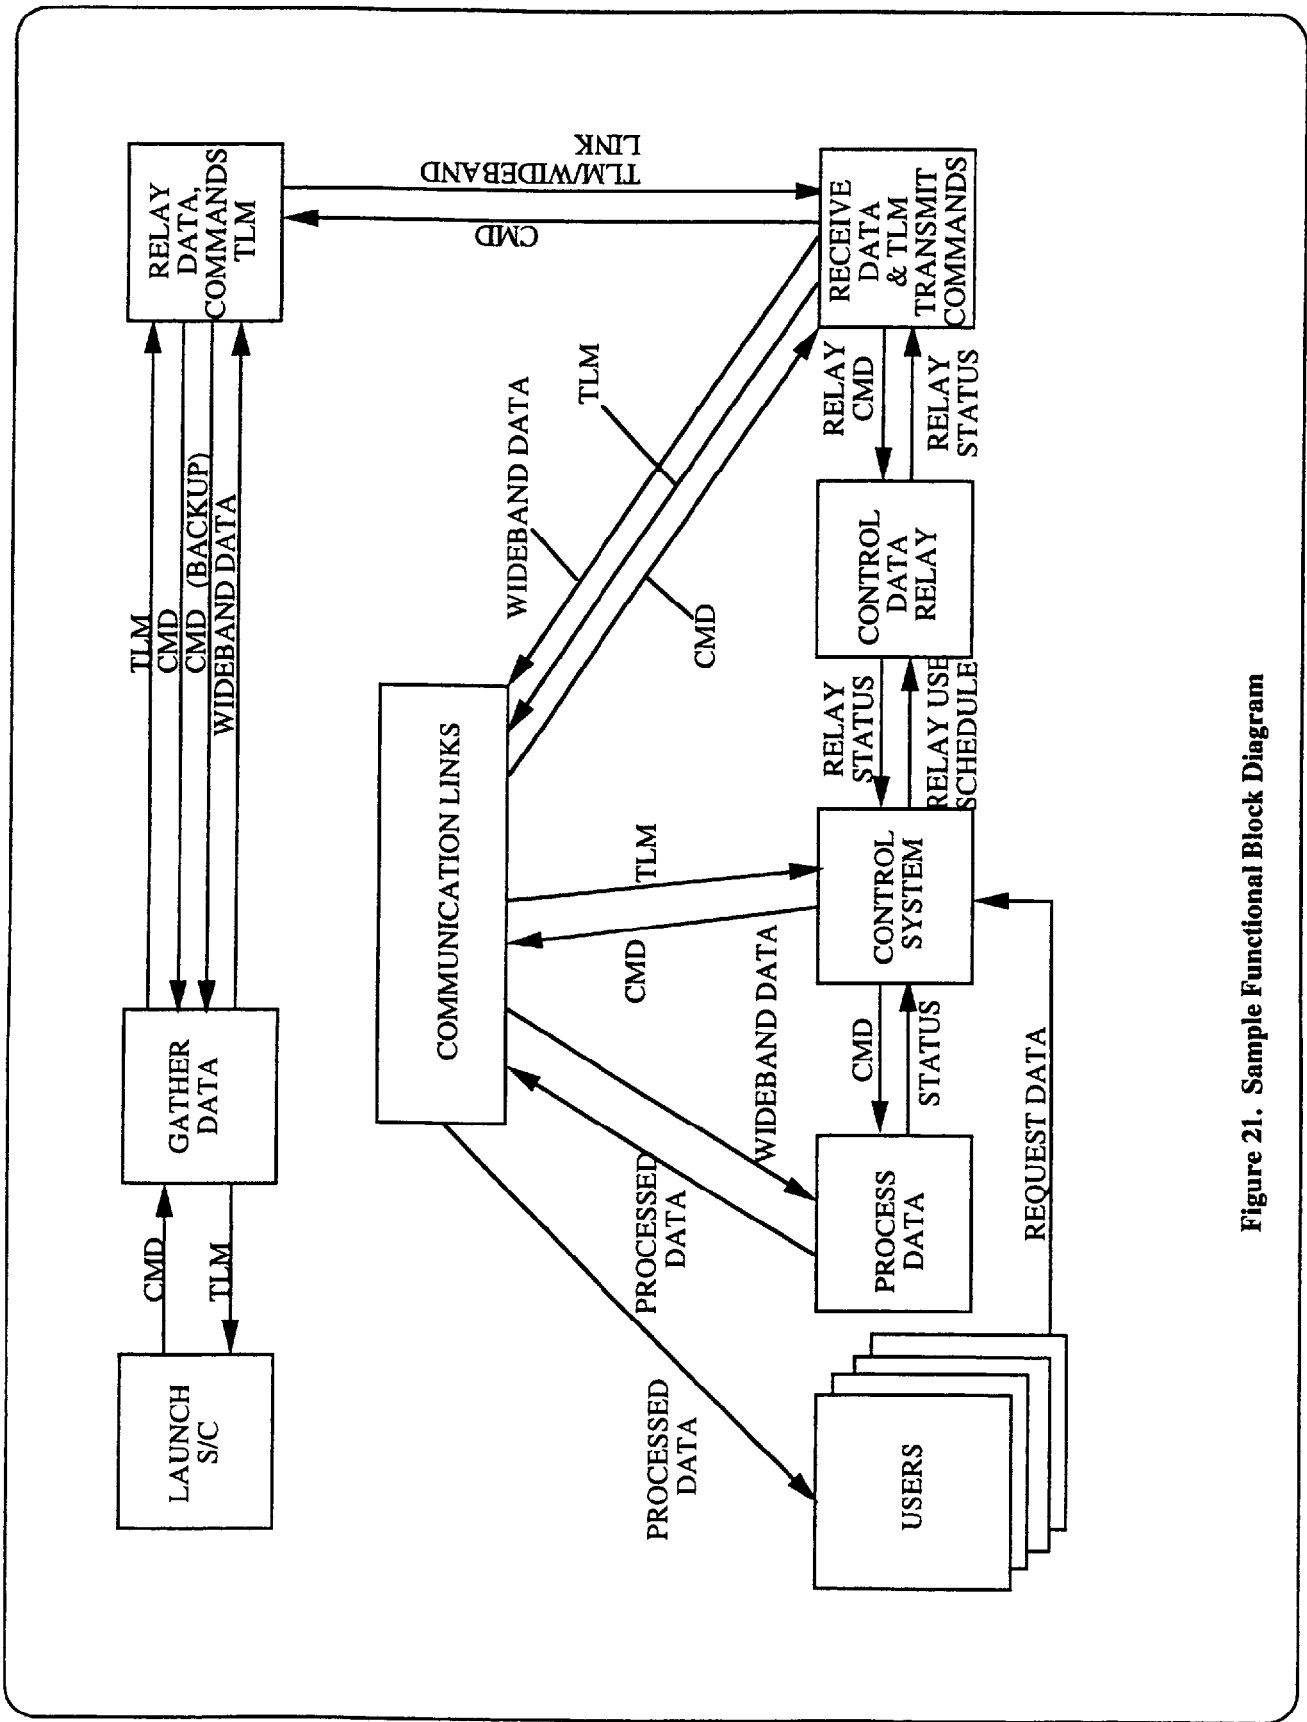 LAUNCH
S/C
CMD
TLM
GATHER
DATA
TLM
CMD
CMD (BACKUP)
WIDEBAND DATA
RELAY
DATA,
COMMANDS
TLM
COMMUNICATION LINKS
WIDEBAND DATA
TLM
CMD
CMD
TLM/WIDEBAND
LINK
PROCESSED
DATA
PROCESSED
DATA
WIDEBAND DATA
CMD
TLM
USERS
PROCESS
DATA
CMD
STATUS
CONTROL
SYSTEM
RELAY
STATUS
RELAY USE
SCHEDULE
CONTROL
DATA
RELAY
RELAY
CMD
RELAY
STATUS
RECEIVE
DATA
& TLM
TRANSMIT
COMMANDS
REQUEST DATA
Figure 21. Sample Functional Block Diagram